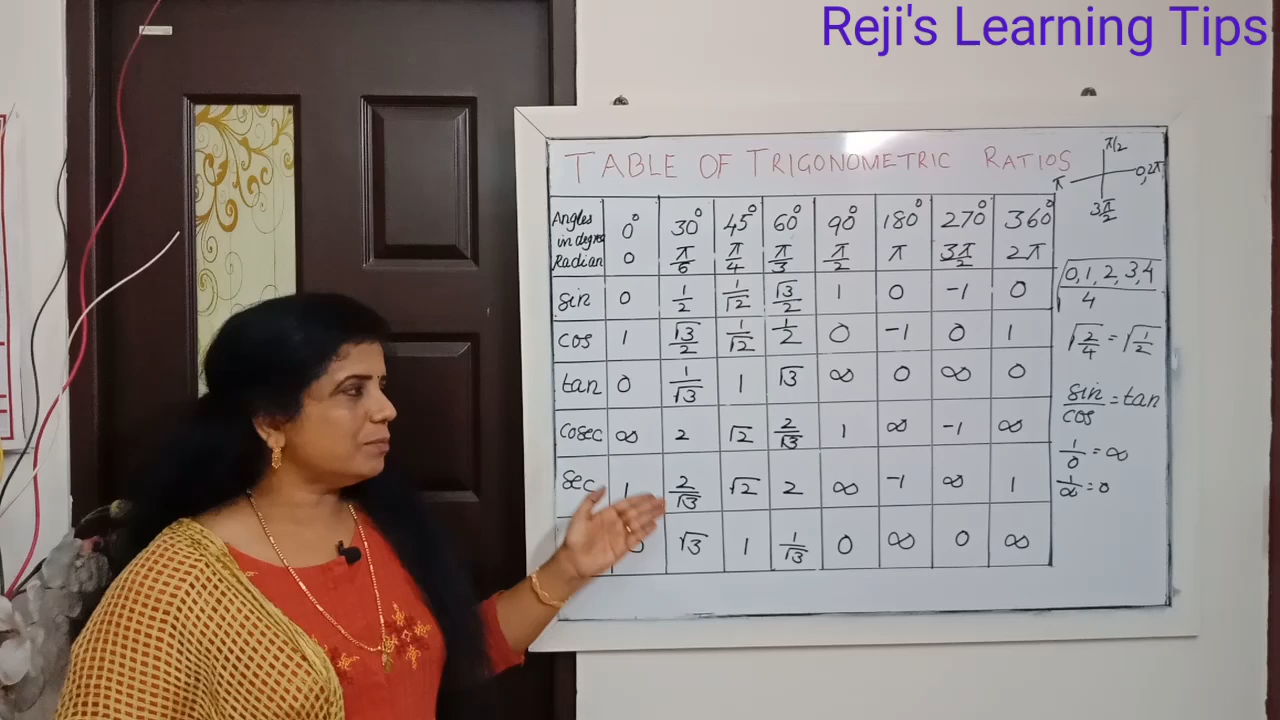 Reji's Learning Tips
TABLE OF TRIGONOMETRIC RATIOS
Angles in degree 0° 30° 45° 60° 90° 180° 270° 360°
Radian 0 π/6 π/4 π/3 π/2 π 3π/2 2π
sin 0 1/2 1/√2 √3/2 1 0 -1 0
cos 1 √3/2 1/√2 1/2 0 -1 0 1
tan 0 1/√3 1 √3 ∞ 0 ∞ 0
cosec ∞ 2 √2 2/√3 1 ∞ -1 ∞
sec 1 2/√3 √2 2 ∞ -1 ∞ 1
√3 1 1/√3 0 ∞ 0 ∞
π/2
π 0, 2π
3π/2
√(0, 1, 2, 3, 4/4)
√(2/4) = √(1/2)
sin/cos = tan
1/0 = ∞
1/∞ = 0